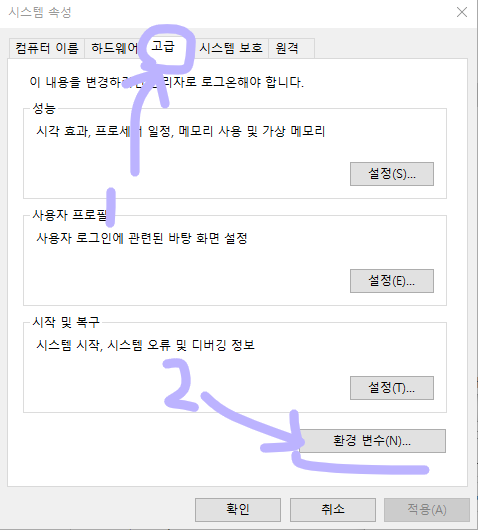 시스템 속성
컴퓨터 이름 하드웨어 고급 시스템 보호 원격
이 내용을 변경하려 로그온해야 합니다.
성능
시각 효과, 프로세 일정, 메모리 사용 및 가상 메모리
설정(S)...
1
사용자 프로필
사용자 로그인에 관련된 바탕 화면 설정
설정(E)...
시작 및 복구
시스템 시작, 시스템 오류 및 디버깅 정보
2
설정(T)...
환경 변수(N)...
확인 취소 적용(A)